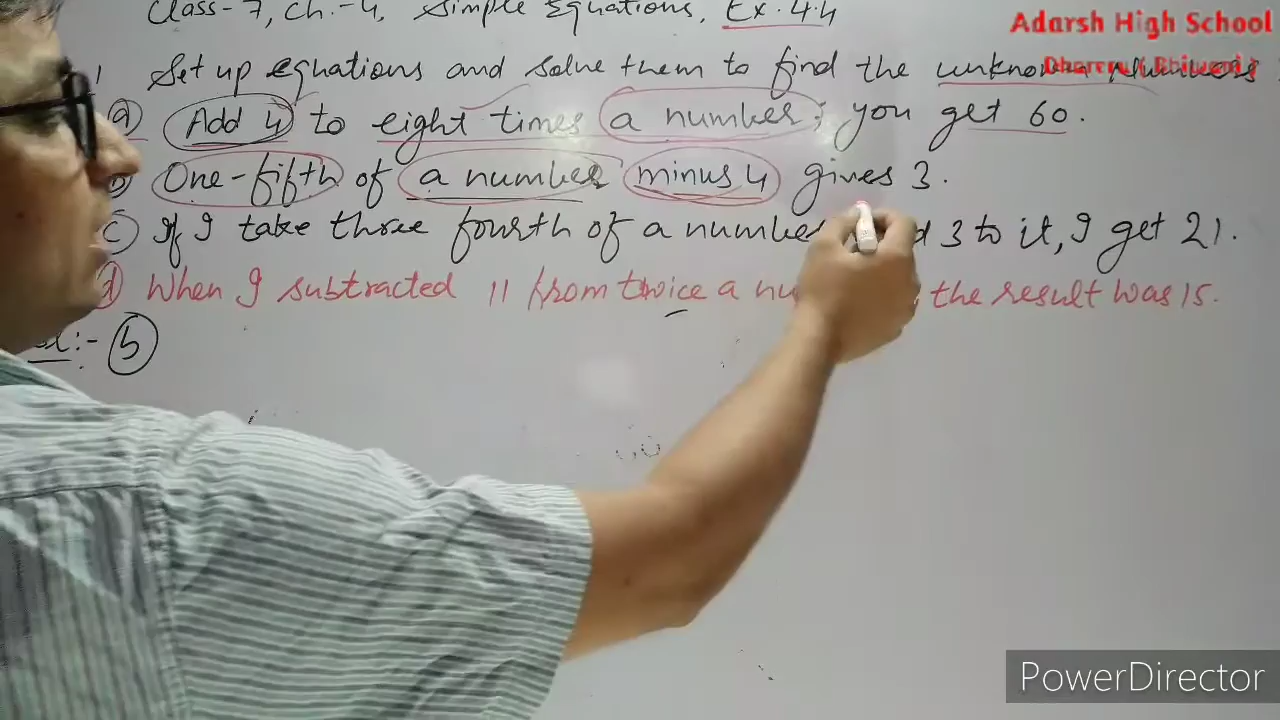 Class-7, Ch.-4, Simple Equations, Ex. 4.4
Adarsh High School
1 Set up equations and solve them to find the unknown
a) Add 4 to eight times a number; you get 60.
b) One-fifth of a number minus 4 gives 3.
c) If I take three fourth of a number 3 to it, I get 21.
d) When I subtracted 11 from twice a the result was 15.
:- b
PowerDirector